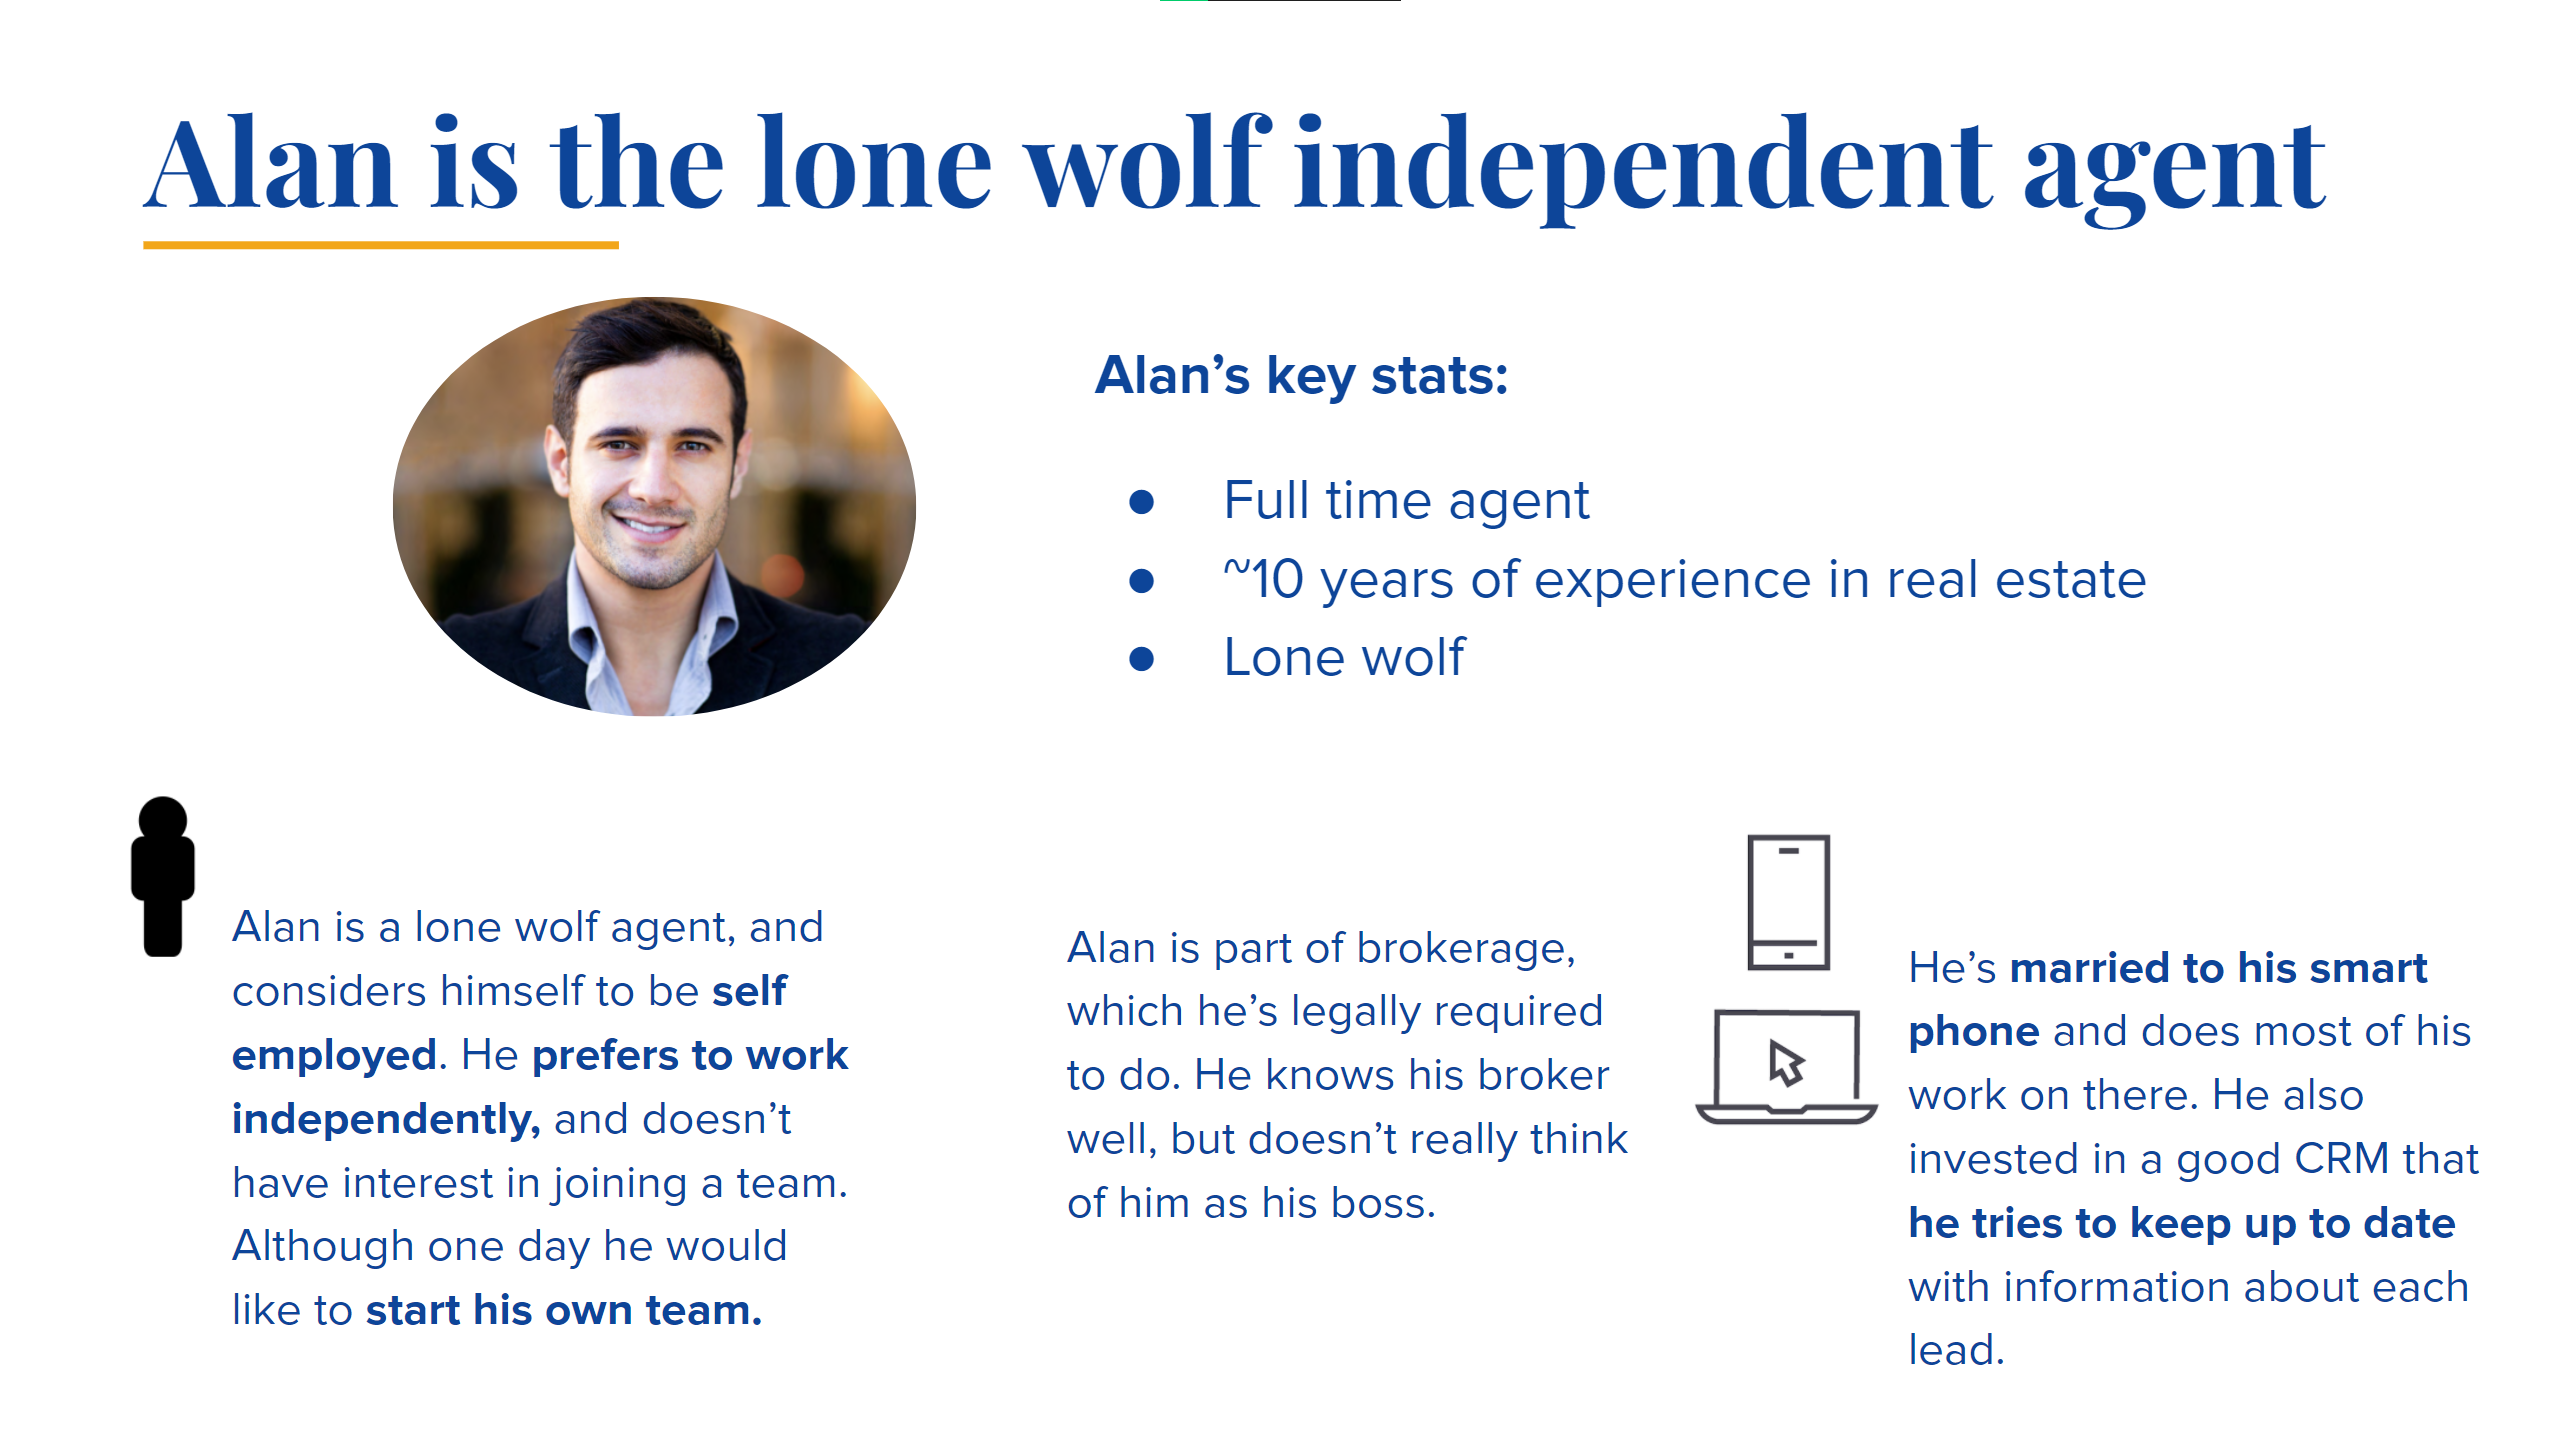 Alan is the lone wolf independent agent
Alan’s key stats:
● Full time agent
● ~10 years of experience in real estate
● Lone wolf
Alan is a lone wolf agent, and
considers himself to be self
employed. He prefers to work
independently, and doesn’t
have interest in joining a team.
Although one day he would
like to start his own team.
Alan is part of brokerage,
which he’s legally required
to do. He knows his broker
well, but doesn’t really think
of him as his boss.
He’s married to his smart
phone and does most of his
work on there. He also
invested in a good CRM that
he tries to keep up to date
with information about each
lead.